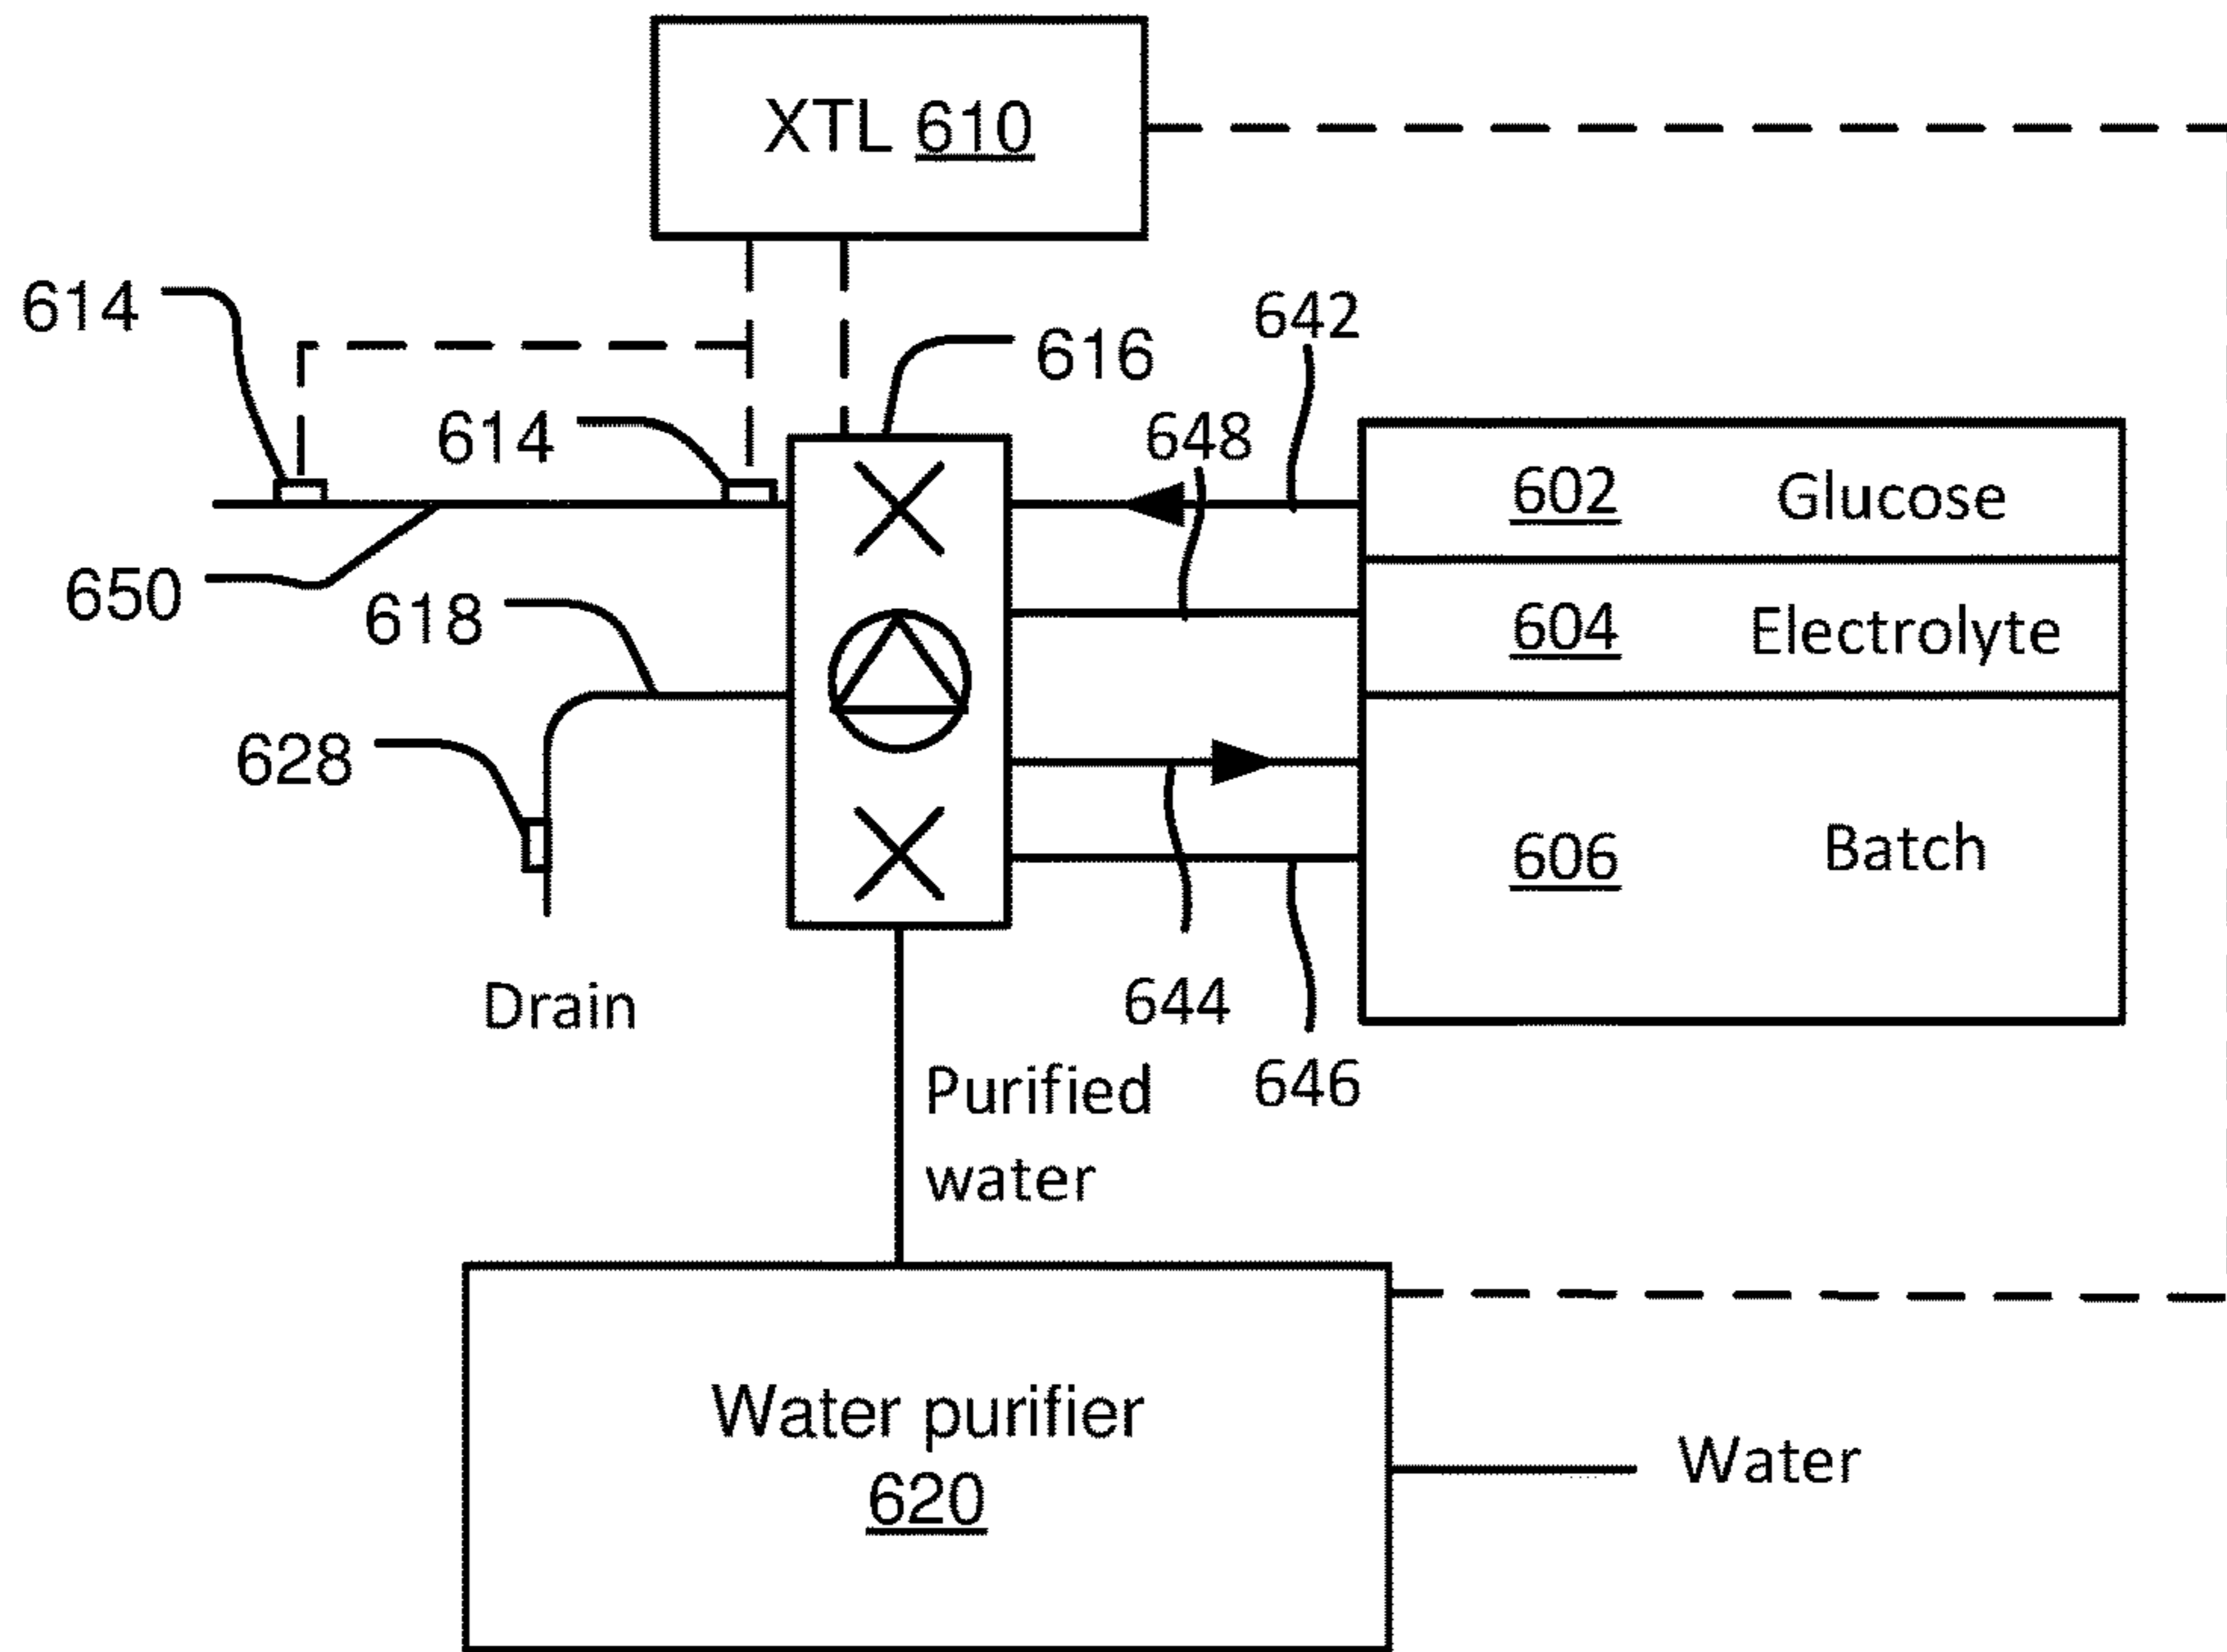 XTL 610
614
642
616
614
648
602 Glucose
650
618
604 Electrolyte
628
606 Batch
Drain
644
646
Purified
water
Water purifier
620
Water